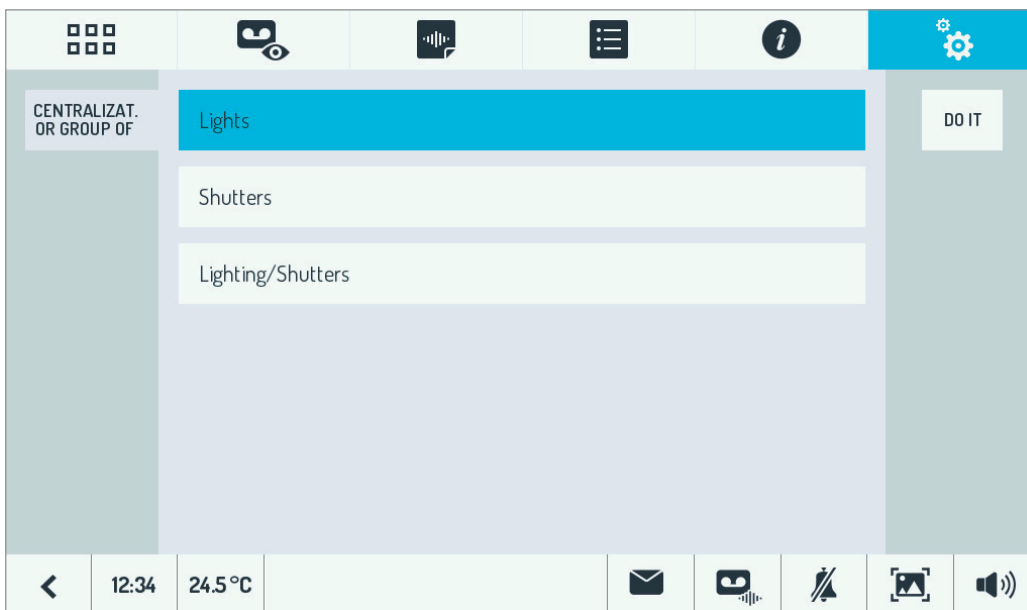 i
CENTRALIZAT.
OR GROUP OF
Lights
DO IT
Shutters
Lighting/Shutters
12:34
24.5 °C